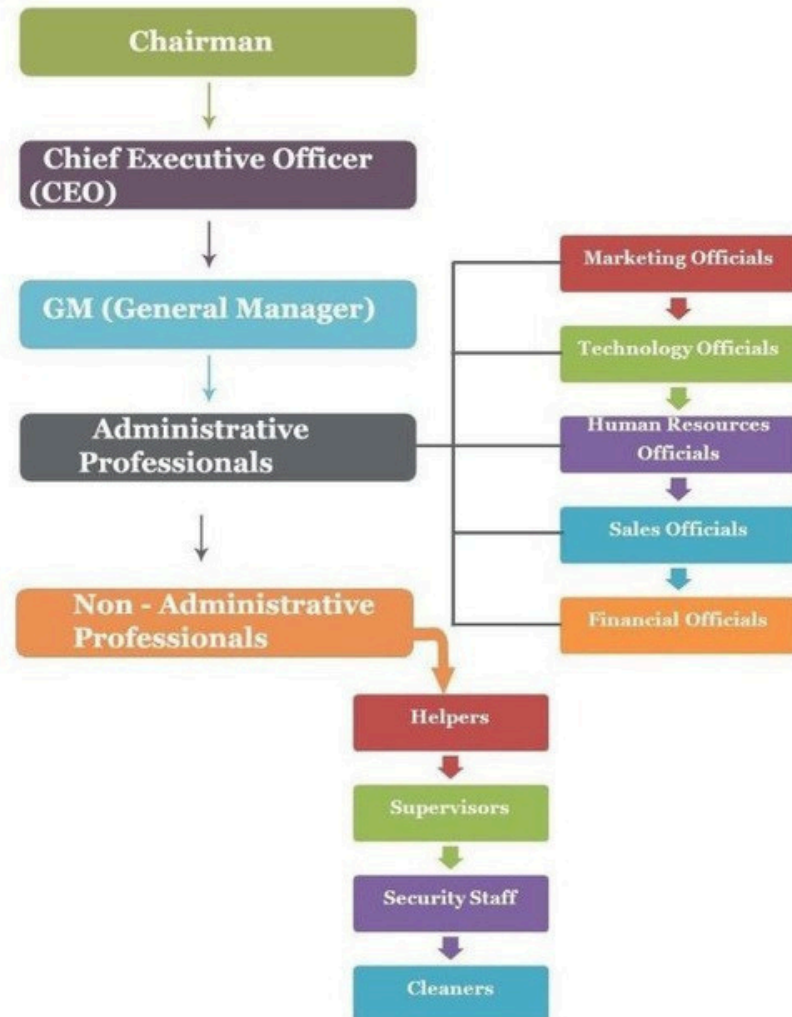 Chairman
Chief Executive Officer
(CEO)
GM (General Manager)
Administrative
Professionals
Non - Administrative
Professionals
Marketing Officials
Technology Officials
Human Resources
Officials
Sales Officials
Financial Officials
Helpers
Supervisors
Security Staff
Cleaners